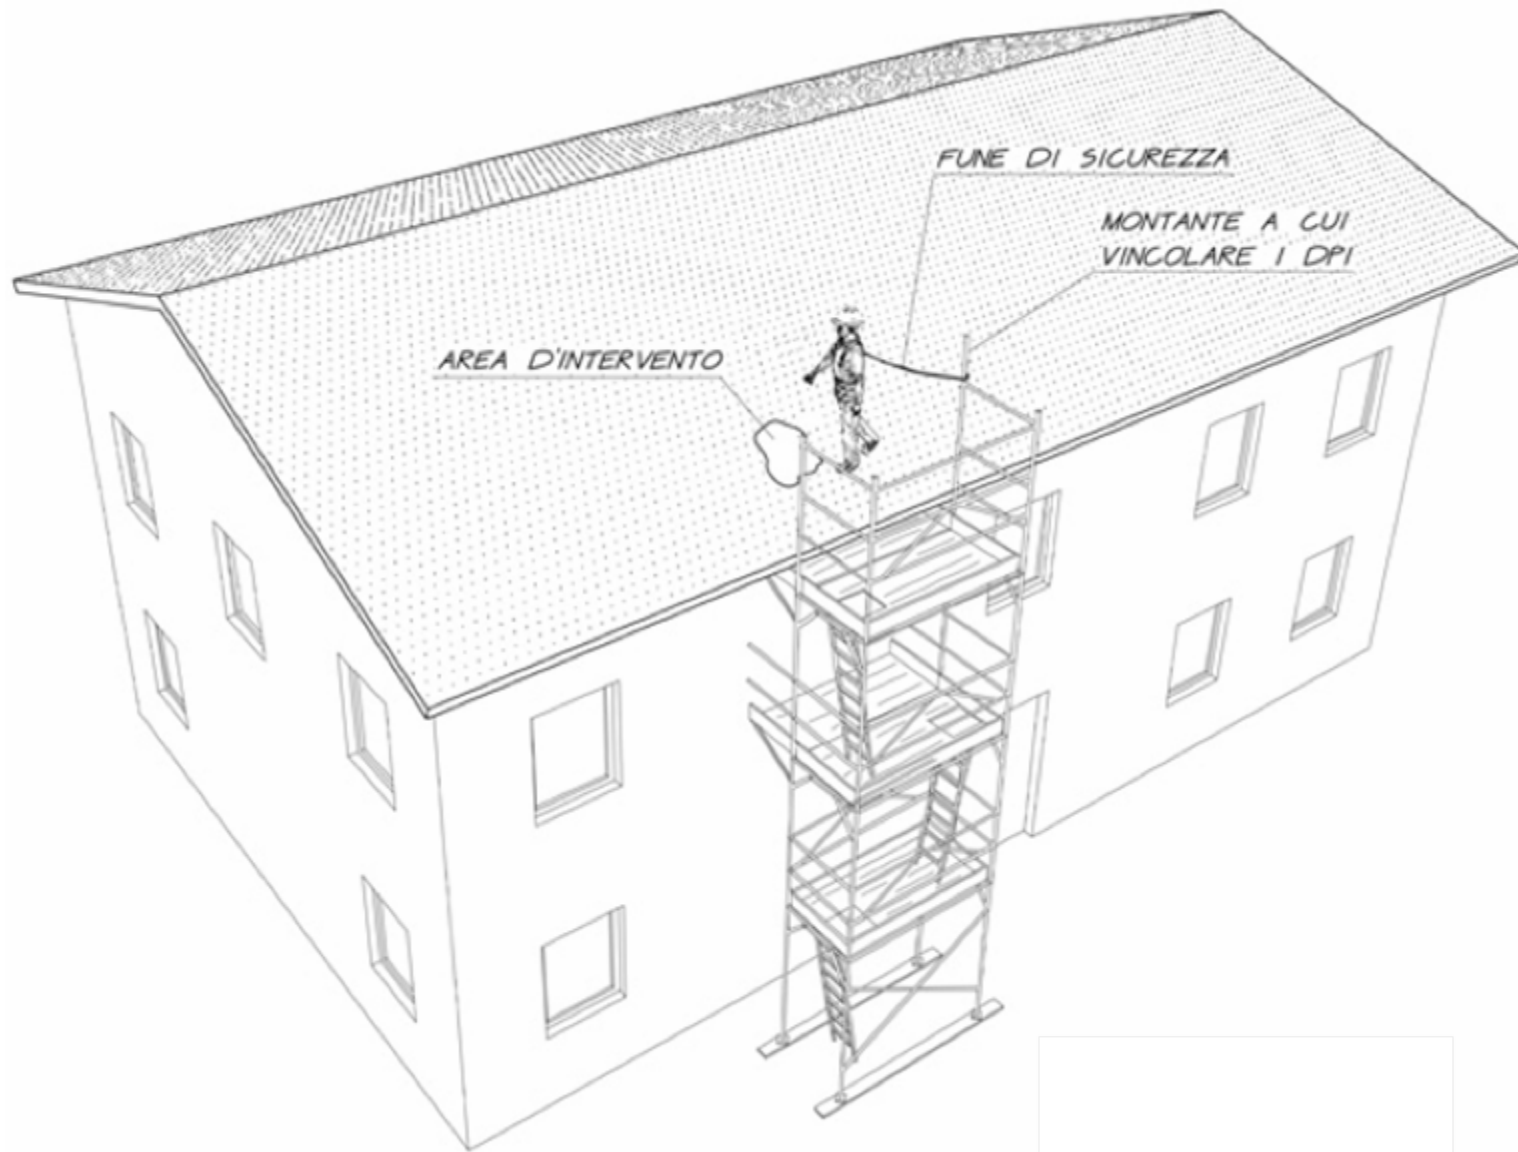 FUNE DI SICUREZZA
MONTANTE A CUI
VINCOLARE I DPI
AREA D'INTERVENTO